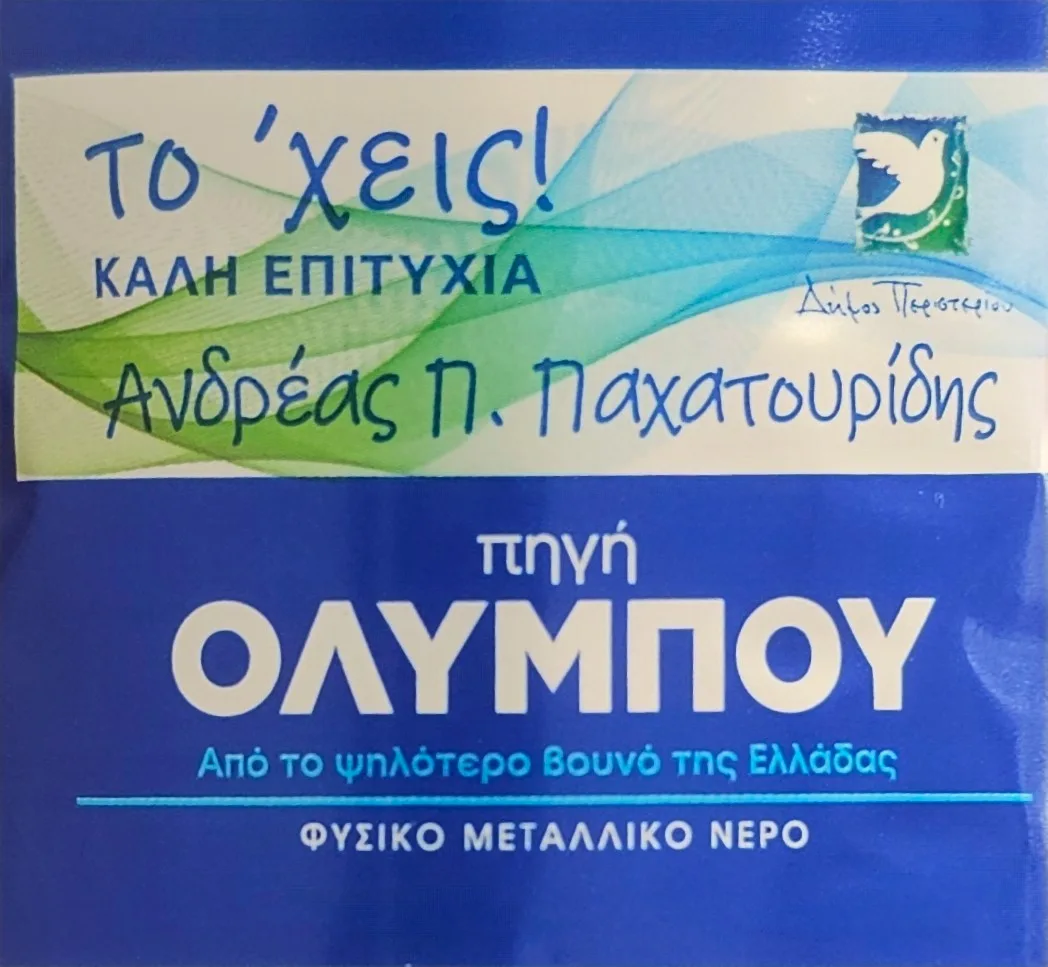 το 'χεις!
ΚΑΛΗ ΕΠΙΤΥΧΙΑ
Δήμος Περιστερίου
Ανδρέας Π. Παχατουρίδης
πηγή
ΟΛΥΜΠΟΥ
Από το ψηλότερο βουνό της Ελλάδας
ΦΥΣΙΚΟ ΜΕΤΑΛΛΙΚΟ ΝΕΡΟ